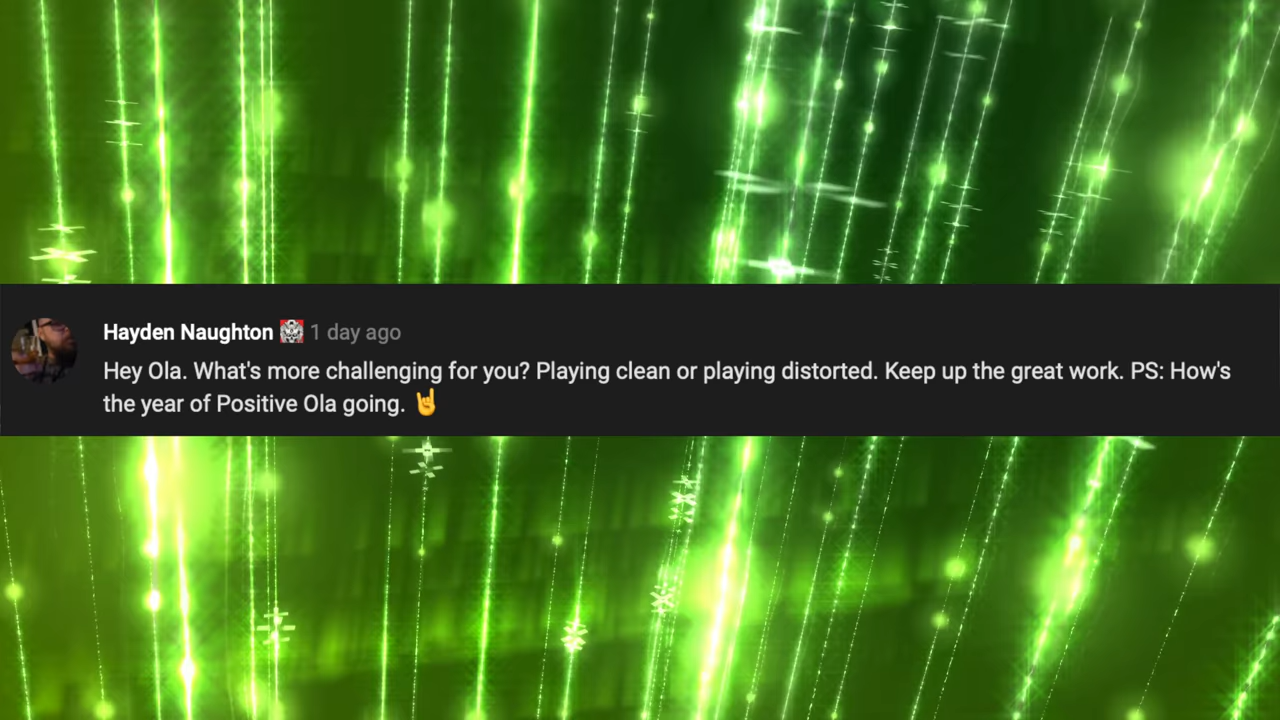 Hayden Naughton 1 day ago
Hey Ola. What's more challenging for you? Playing clean or playing distorted. Keep up the great work. PS: How's
the year of Positive Ola going. 🤘